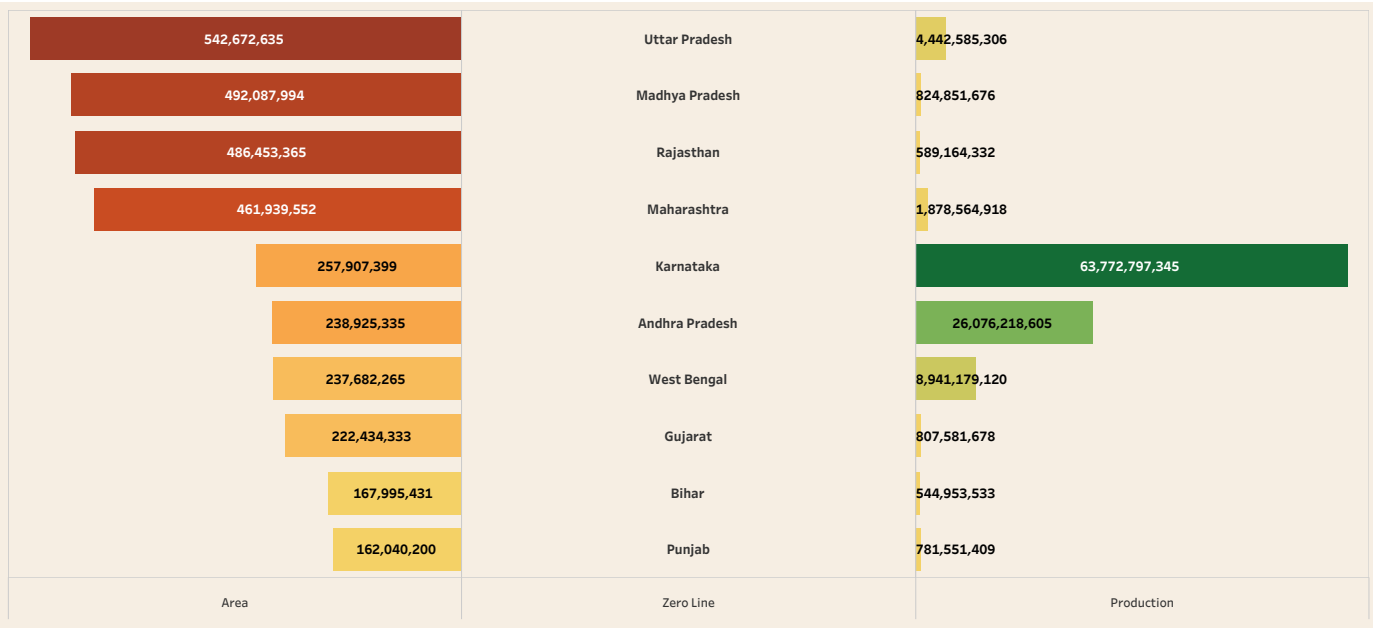 542,672,635 Uttar Pradesh 4,442,585,306
492,087,994 Madhya Pradesh 824,851,676
486,453,365 Rajasthan 589,164,332
461,939,552 Maharashtra 1,878,564,918
257,907,399 Karnataka 63,772,797,345
238,925,335 Andhra Pradesh 26,076,218,605
237,682,265 West Bengal 8,941,179,120
222,434,333 Gujarat 807,581,678
167,995,431 Bihar 544,953,533
162,040,200 Punjab 781,551,409
Area Zero Line Production